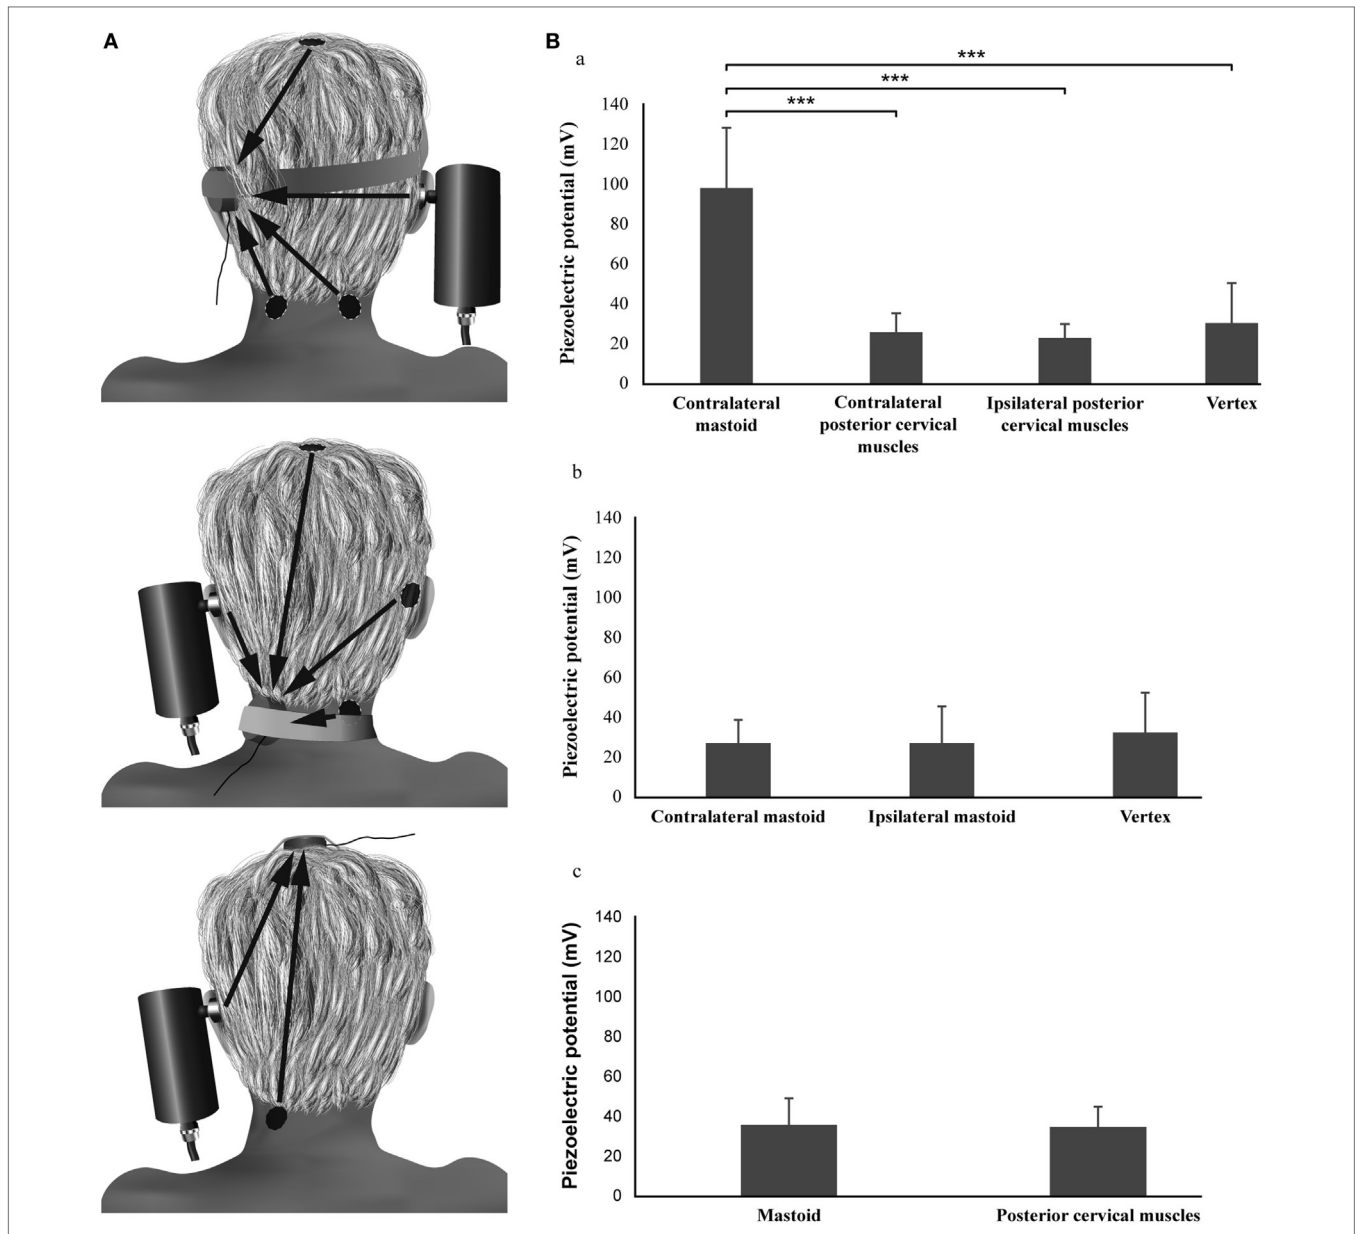 A
B
a
***
***
***
Piezoelectric potential (mV)
140
120
100
80
60
40
20
0
Contralateral mastoid
Contralateral posterior cervical muscles
Ipsilateral posterior cervical muscles
Vertex
b
Piezoelectric potential (mV)
140
120
100
80
60
40
20
0
Contralateral mastoid
Ipsilateral mastoid
Vertex
c
Piezoelectric potential (mV)
140
120
100
80
60
40
20
0
Mastoid
Posterior cervical muscles